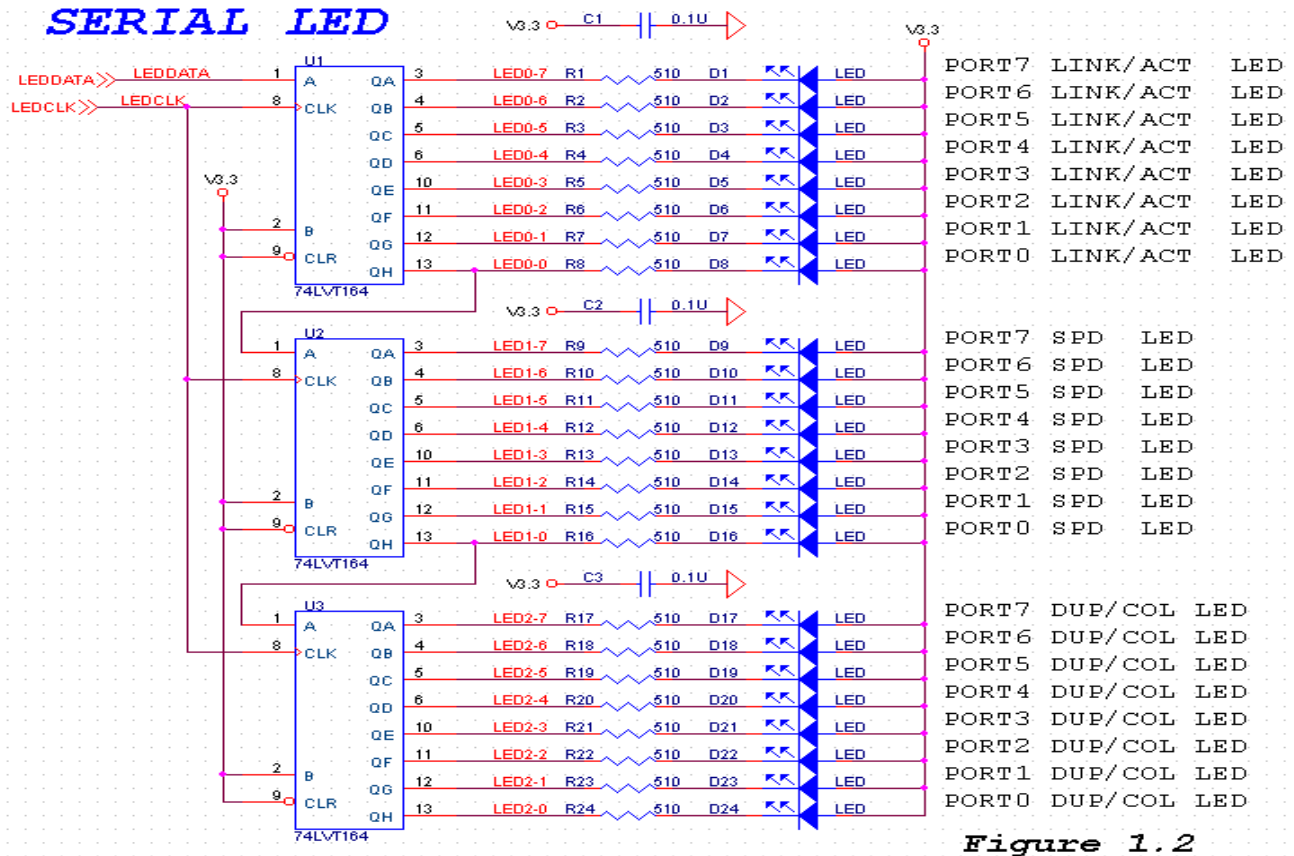 SERIAL LED
V3.3 C1 0.1U
V3.3
U1
LEDDATA LEDDATA 1 A QA 3 LED0-7 R1 510 D1 LED PORT7 LINK/ACT LED
LEDCLK LEDCLK 8 CLK QB 4 LED0-6 R2 510 D2 LED PORT6 LINK/ACT LED
QC 5 LED0-5 R3 510 D3 LED PORT5 LINK/ACT LED
QD 6 LED0-4 R4 510 D4 LED PORT4 LINK/ACT LED
V3.3 QE 10 LED0-3 R5 510 D5 LED PORT3 LINK/ACT LED
QF 11 LED0-2 R6 510 D6 LED PORT2 LINK/ACT LED
2 B QG 12 LED0-1 R7 510 D7 LED PORT1 LINK/ACT LED
9 CLR QH 13 LED0-0 R8 510 D8 LED PORT0 LINK/ACT LED
74LVT164
V3.3 C2 0.1U
U2
1 A QA 3 LED1-7 R9 510 D9 LED PORT7 SPD LED
8 CLK QB 4 LED1-6 R10 510 D10 LED PORT6 SPD LED
QC 5 LED1-5 R11 510 D11 LED PORT5 SPD LED
QD 6 LED1-4 R12 510 D12 LED PORT4 SPD LED
QE 10 LED1-3 R13 510 D13 LED PORT3 SPD LED
2 B QF 11 LED1-2 R14 510 D14 LED PORT2 SPD LED
9 CLR QG 12 LED1-1 R15 510 D15 LED PORT1 SPD LED
QH 13 LED1-0 R16 510 D16 LED PORT0 SPD LED
74LVT164
V3.3 C3 0.1U
U3
1 A QA 3 LED2-7 R17 510 D17 LED PORT7 DUP/COL LED
8 CLK QB 4 LED2-6 R18 510 D18 LED PORT6 DUP/COL LED
QC 5 LED2-5 R19 510 D19 LED PORT5 DUP/COL LED
QD 6 LED2-4 R20 510 D20 LED PORT4 DUP/COL LED
QE 10 LED2-3 R21 510 D21 LED PORT3 DUP/COL LED
QF 11 LED2-2 R22 510 D22 LED PORT2 DUP/COL LED
2 B QG 12 LED2-1 R23 510 D23 LED PORT1 DUP/COL LED
9 CLR QH 13 LED2-0 R24 510 D24 LED PORT0 DUP/COL LED
74LVT164
Figure 1.2